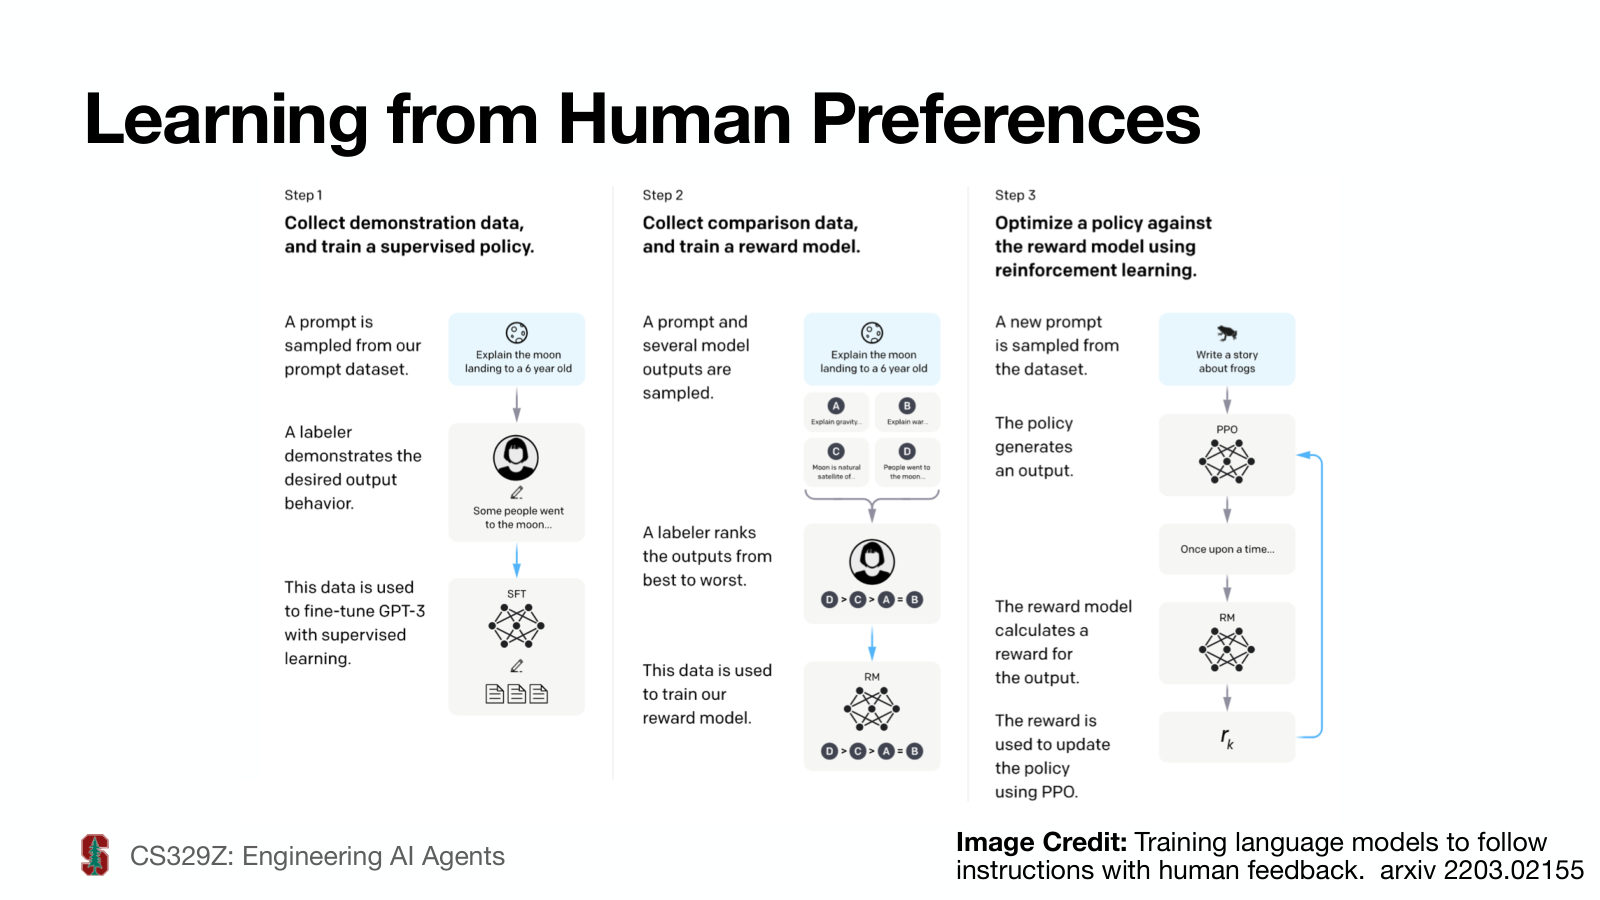 Learning from Human Preferences
Step 1
Collect demonstration data,
and train a supervised policy.
A prompt is
sampled from our
prompt dataset.
Explain the moon
landing to a 6 year old
A labeler
demonstrates the
desired output
behavior.
Some people went
to the moon...
This data is used
to fine-tune GPT-3
with supervised
learning.
SFT
Step 2
Collect comparison data,
and train a reward model.
A prompt and
several model
outputs are
sampled.
Explain the moon
landing to a 6 year old
A
Explain gravity...
B
Explain war...
C
Moon is natural
satellite of...
D
People went to
the moon...
A labeler ranks
the outputs from
best to worst.
D > C > A = B
This data is used
to train our
reward model.
RM
D > C > A = B
Step 3
Optimize a policy against
the reward model using
reinforcement learning.
A new prompt
is sampled from
the dataset.
Write a story
about frogs
The policy
generates
an output.
PPO
Once upon a time...
The reward model
calculates a
reward for
the output.
RM
The reward is
used to update
the policy
using PPO.
rk
S
CS329Z: Engineering AI Agents
Image Credit: Training language models to follow
instructions with human feedback. arxiv 2203.02155